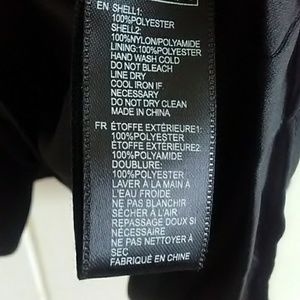 EN SHELL1:
100%POLYESTER
SHELL2:
100%NYLON/POLYAMIDE
LINING:100%POLYESTER
HAND WASH COLD
DO NOT BLEACH
LINE DRY
COOL IRON IF
NECESSARY
DO NOT DRY CLEAN
MADE IN CHINA
FR ÉTOFFE EXTÉRIEURE1:
100%POLYESTER
ÉTOFFE EXTÉRIEURE2:
100%POLYAMIDE
DOUBLURE:
100%POLYESTER
LAVER À LA MAIN A
L'EAU FROIDE
NE PAS BLANCHIR
SÉCHER À L'AIR
REPASSAGE DOUX SI
NÉCESSAIRE
NE PAS NETTOYER À
SEC
FABRIQUÉ EN CHINE